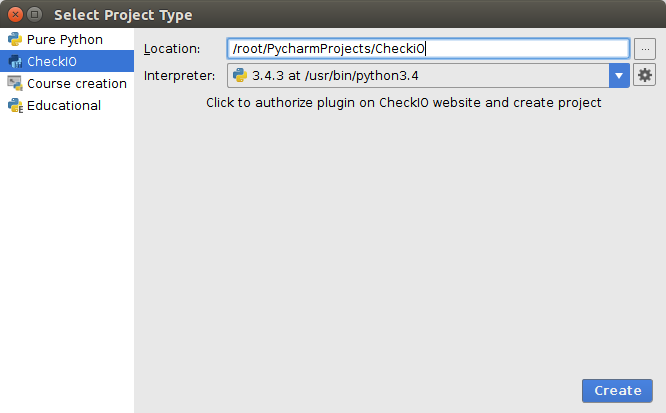 Select Project Type
Pure Python
CheckIO
Course creation
Educational
Location: /root/PycharmProjects/CheckiO
...
Interpreter: 3.4.3 at /usr/bin/python3.4
Click to authorize plugin on CheckIO website and create project
Create